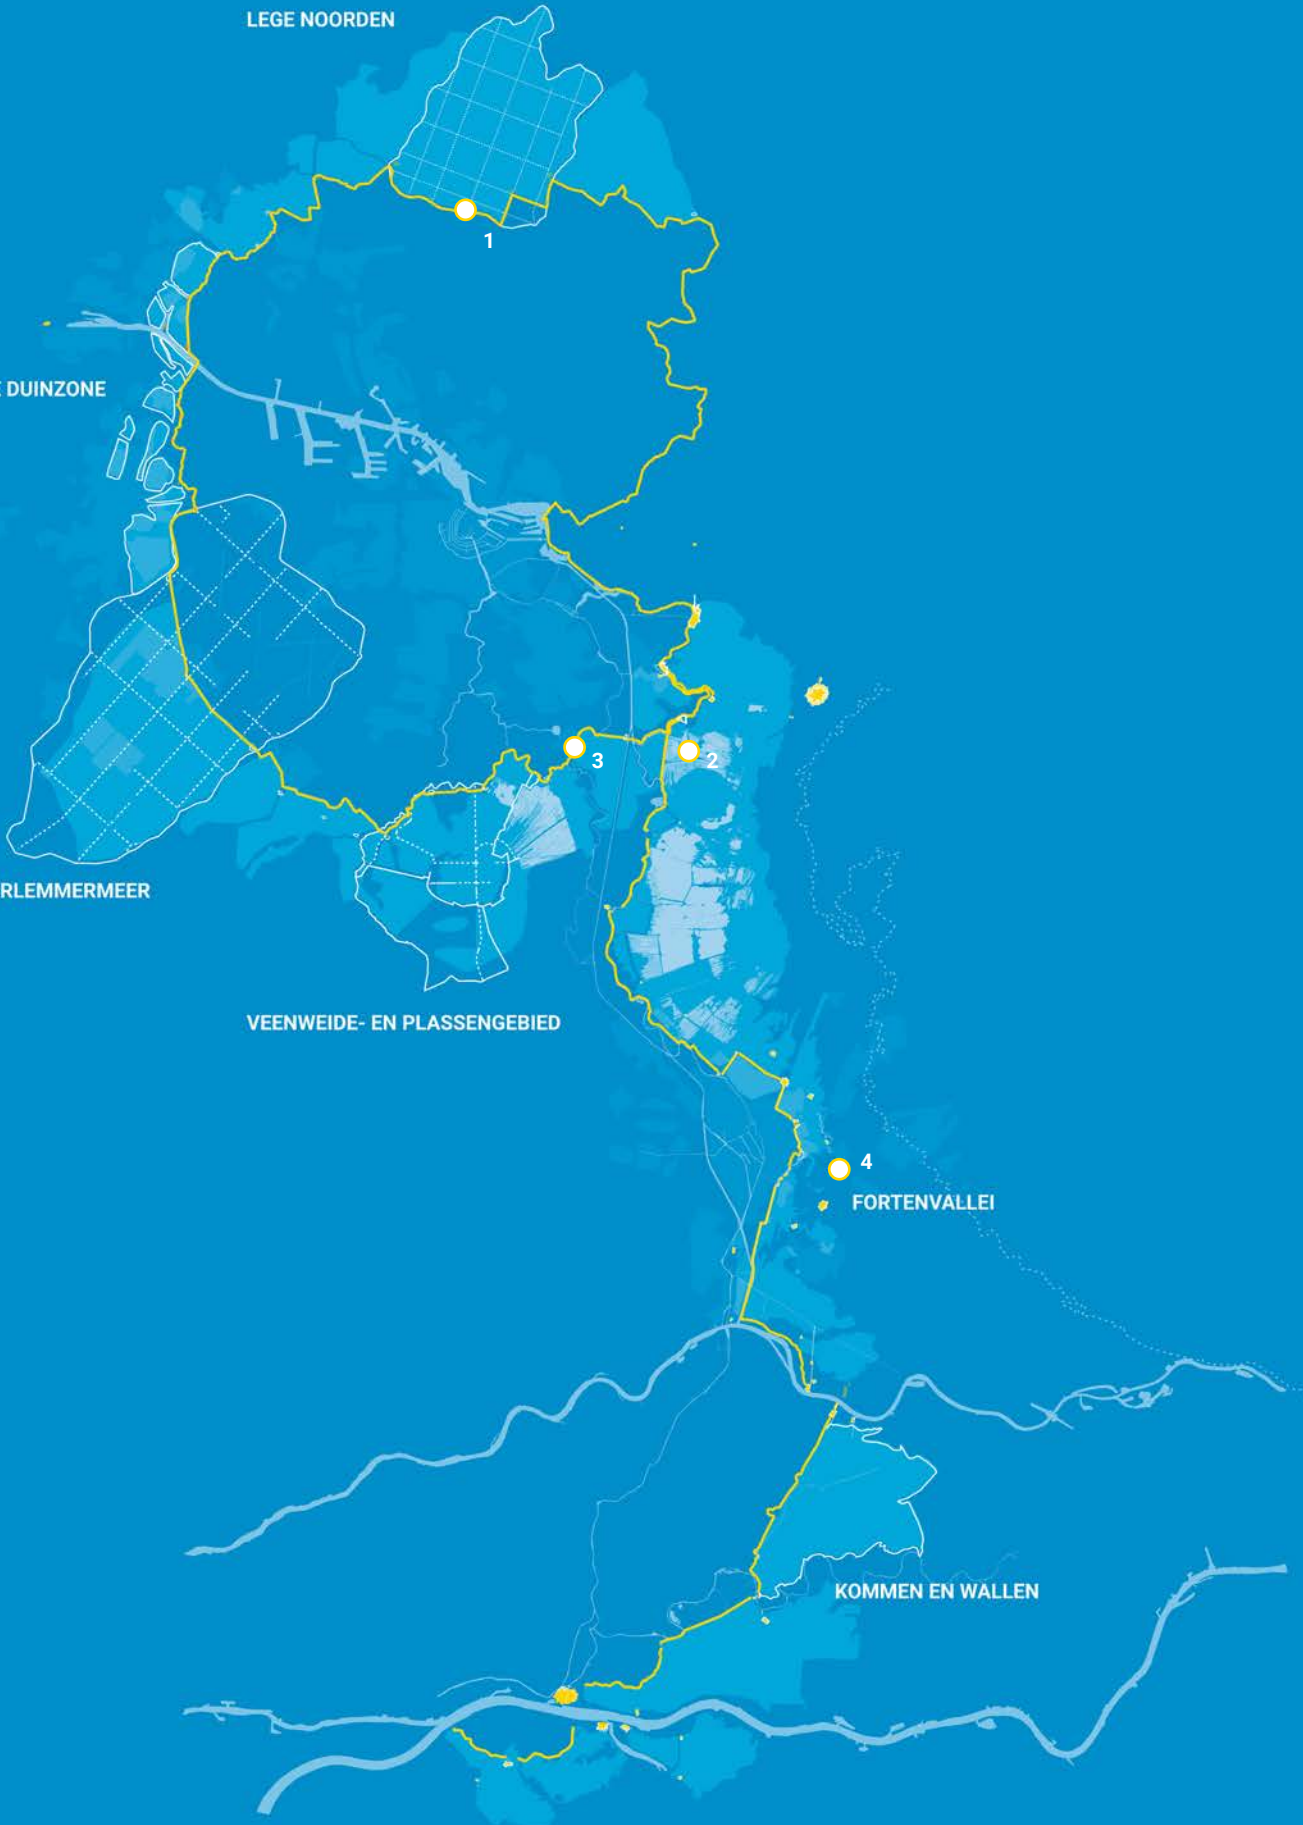 LEGE NOORDEN
1
DUINZONE
3
2
RLEMMERMEER
VEENWEIDE- EN PLASSENGEBIED
4
FORTENVALLEI
KOMMEN EN WALLEN